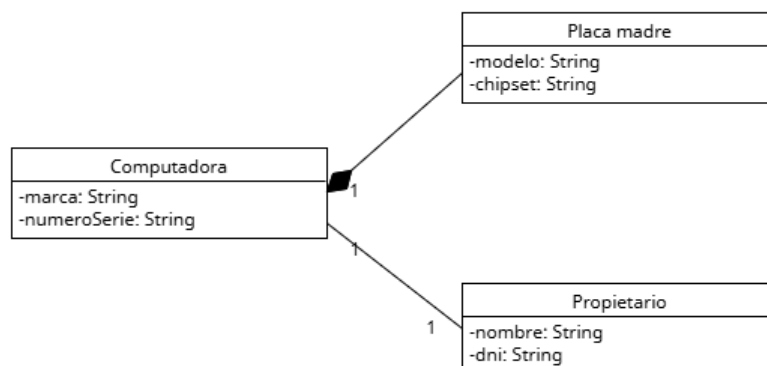 Placa madre
-modelo: String
-chipset: String
Computadora
-marca: String
-numeroSerie: String
1
1
1
Propietario
-nombre: String
-dni: String